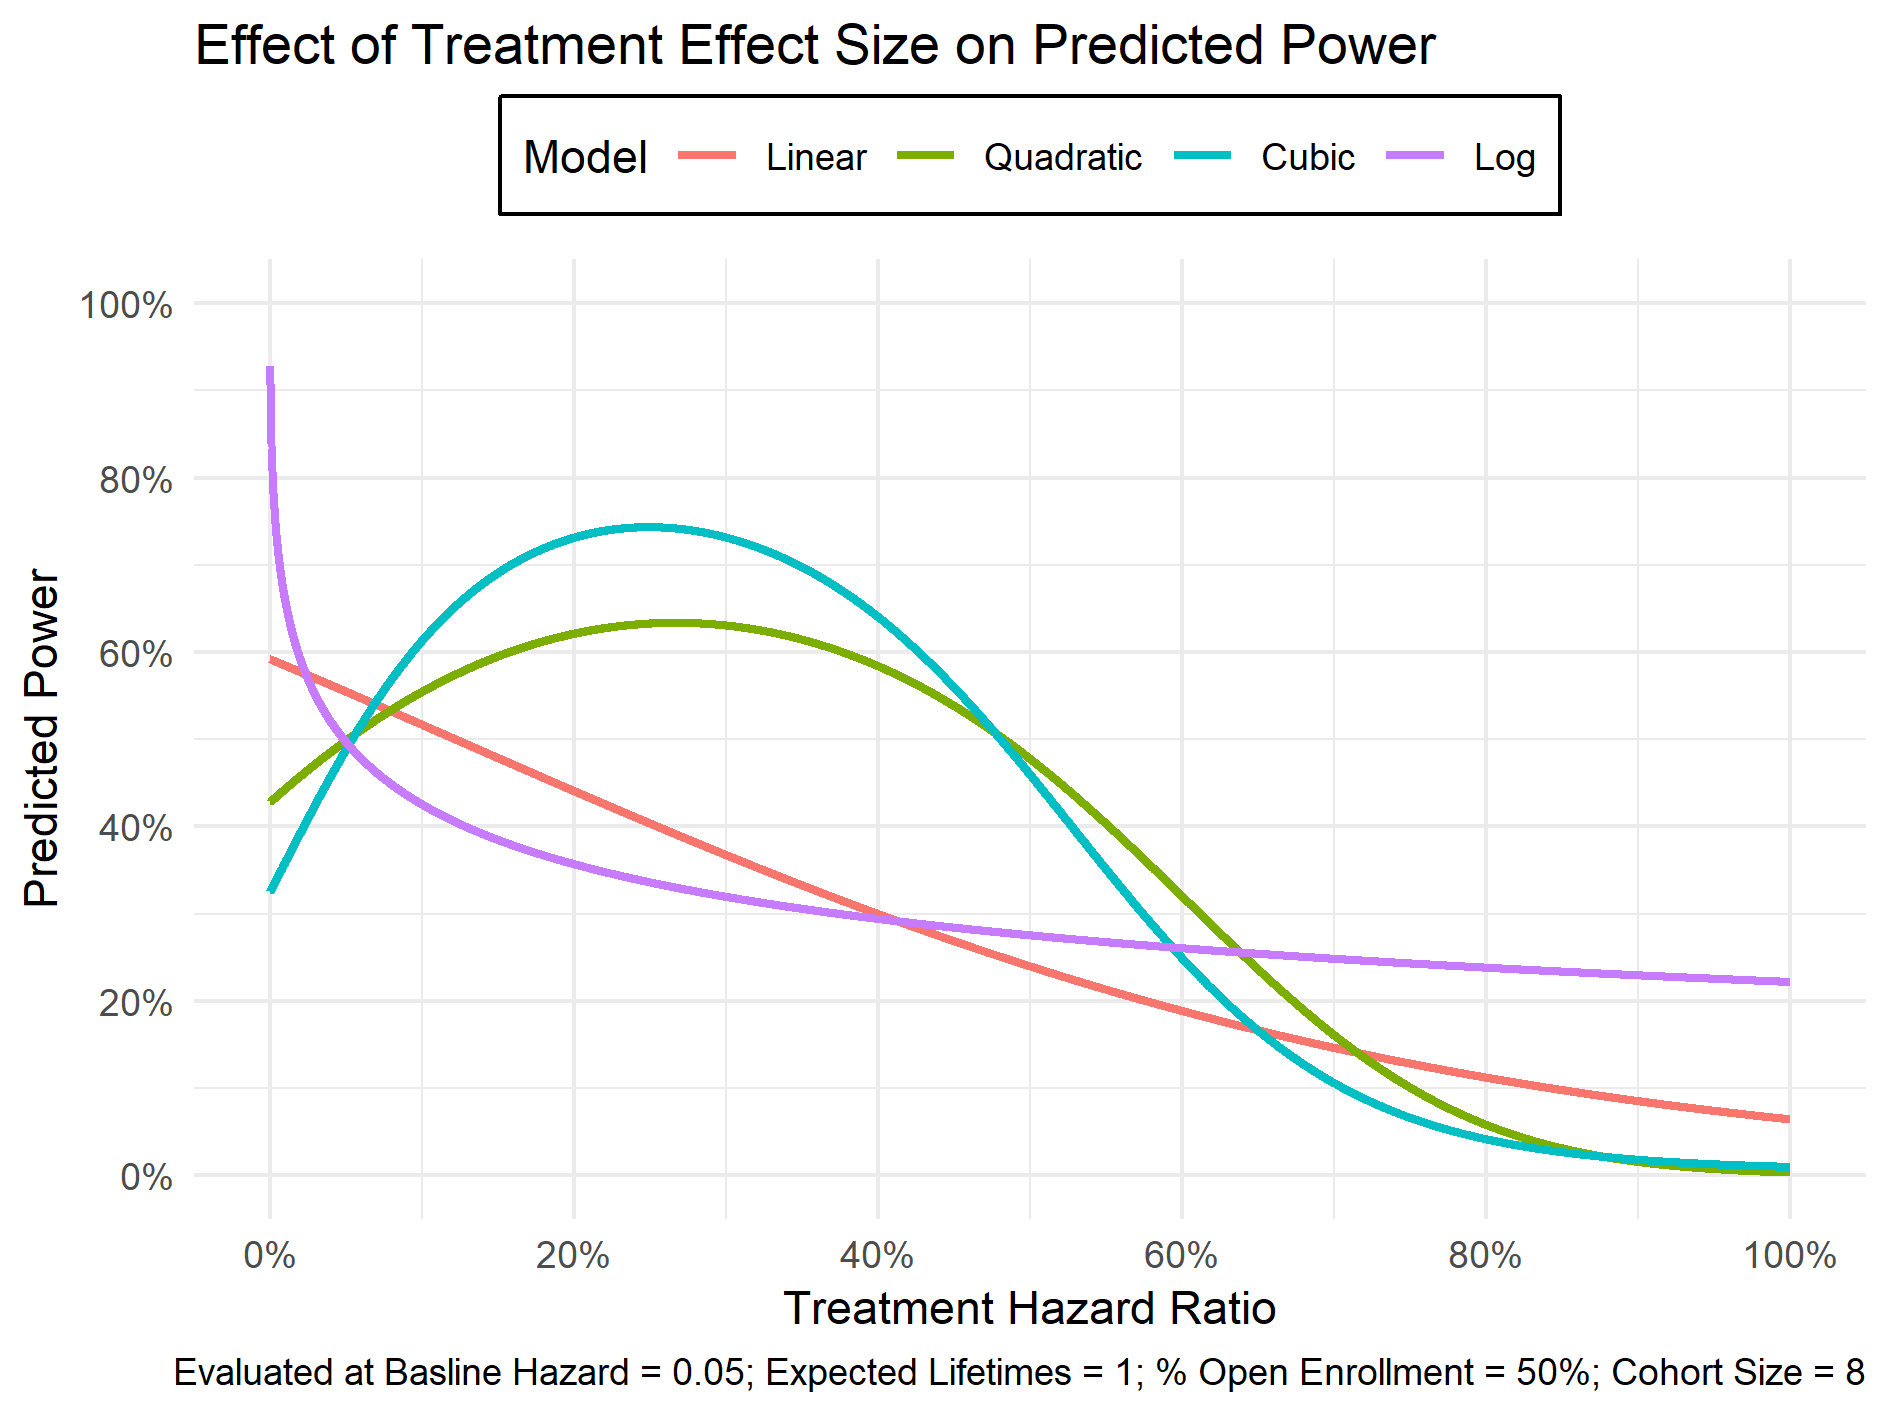 Effect of Treatment Effect Size on Predicted Power
Model Linear Quadratic Cubic Log
Predicted Power
100%
80%
60%
40%
20%
0%
0% 20% 40% 60% 80% 100%
Treatment Hazard Ratio
Evaluated at Basline Hazard = 0.05; Expected Lifetimes = 1; % Open Enrollment = 50%; Cohort Size = 8